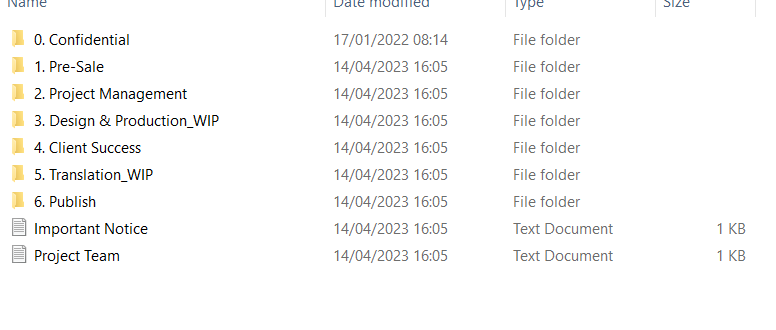 Name Date modified Type Size
0. Confidential 17/01/2022 08:14 File folder
1. Pre-Sale 14/04/2023 16:05 File folder
2. Project Management 14/04/2023 16:05 File folder
3. Design & Production_WIP 14/04/2023 16:05 File folder
4. Client Success 14/04/2023 16:05 File folder
5. Translation_WIP 14/04/2023 16:05 File folder
6. Publish 14/04/2023 16:05 File folder
Important Notice 14/04/2023 16:05 Text Document 1 KB
Project Team 14/04/2023 16:05 Text Document 1 KB